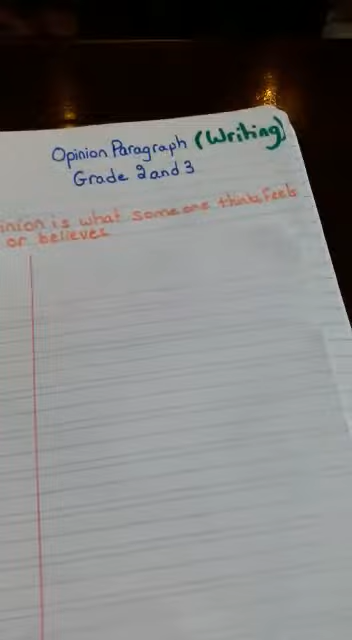 Opinion Paragraph (Writing)
Grade 2 and 3
inion is what someone thinks, feels
or believes